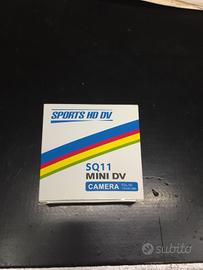 SPORTS HD DV
SQ11
MINI DV
CAMERA
subito